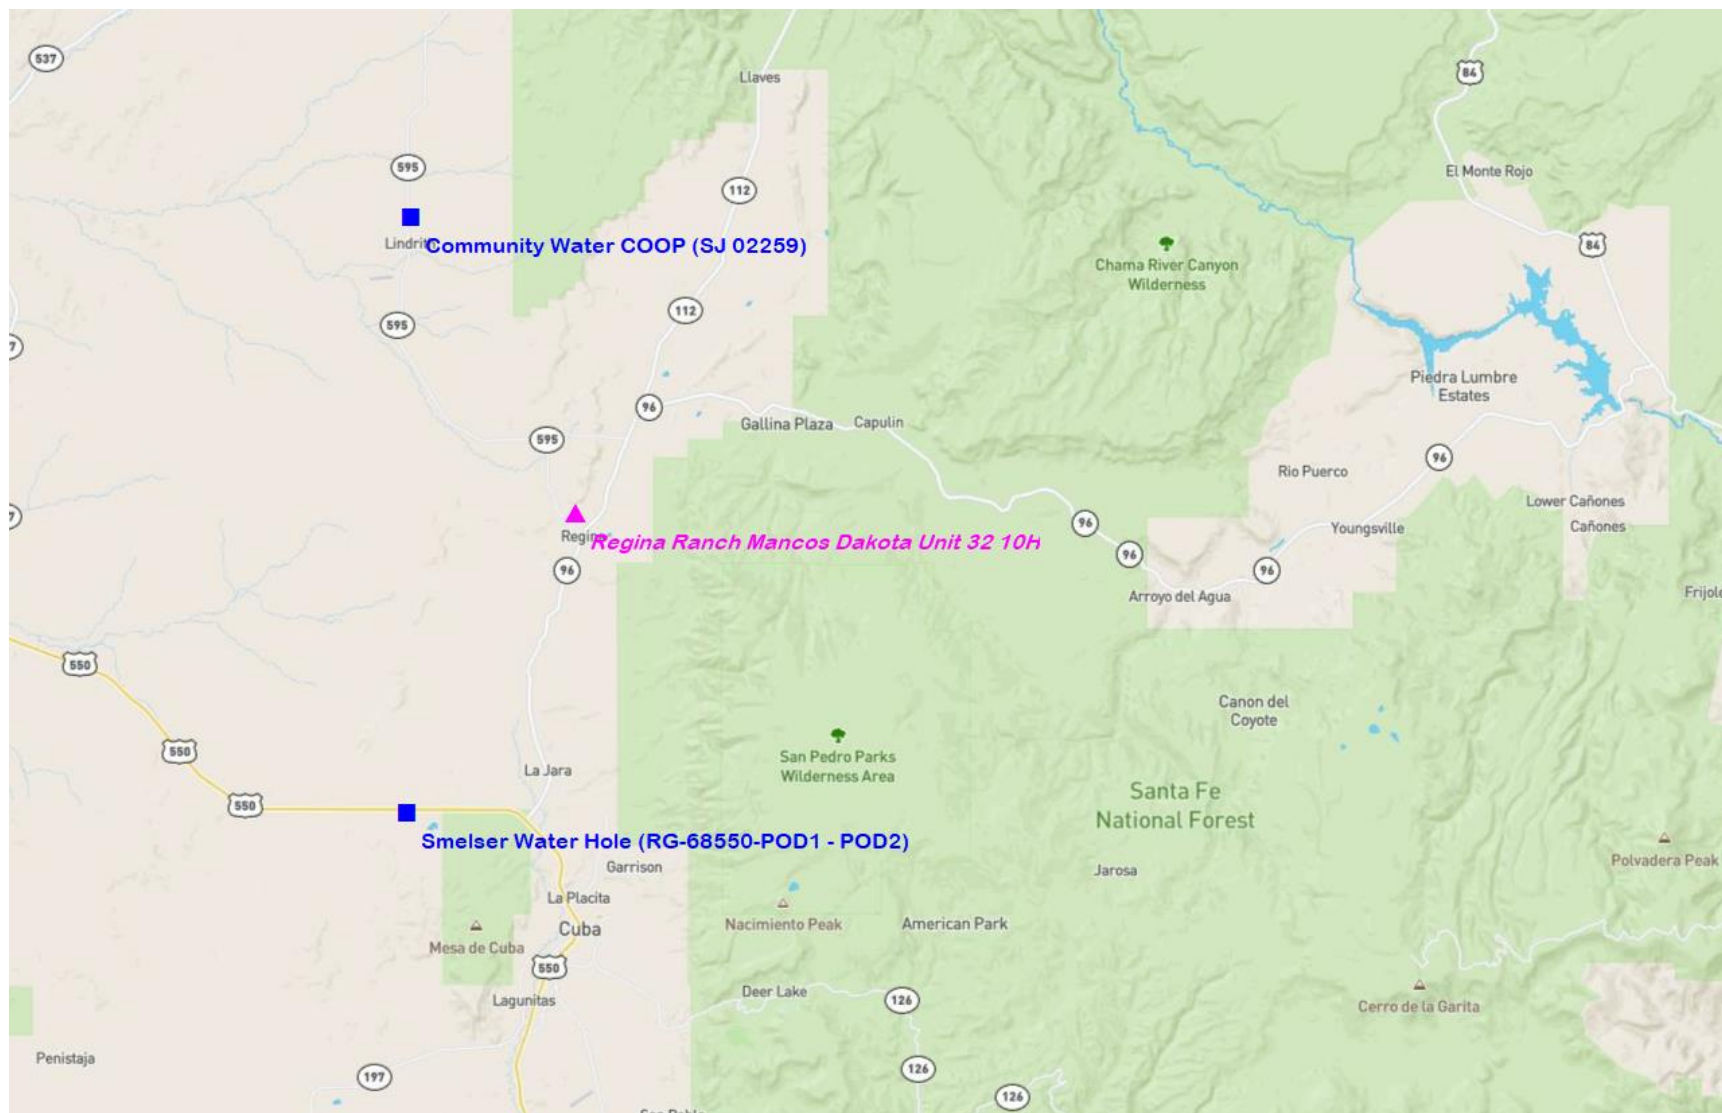 537
84
Llaves
595
112
El Monte Rojo
Lindrith
Community Water COOP (SJ 02259)
84
Chama River Canyon
Wilderness
112
595
7
Piedra Lumbre
Estates
96
Gallina Plaza
Capulin
595
96
Rio Puerco
Lower Cañones
7
96
Youngsville
Cañones
Regina
Regina Ranch Mancos Dakota Unit 32 10H
96
96
96
Arroyo del Agua
Frijole
550
Canon del
Coyote
550
San Pedro Parks
Wilderness Area
La Jara
Santa Fe
National Forest
550
Smelser Water Hole (RG-68550-POD1 - POD2)
Garrison
Polvadera Peak
Jarosa
La Placita
Cuba
Nacimiento Peak
American Park
Mesa de Cuba
550
Deer Lake
126
Lagunitas
Cerro de la Garita
Penistaja
197
126
126